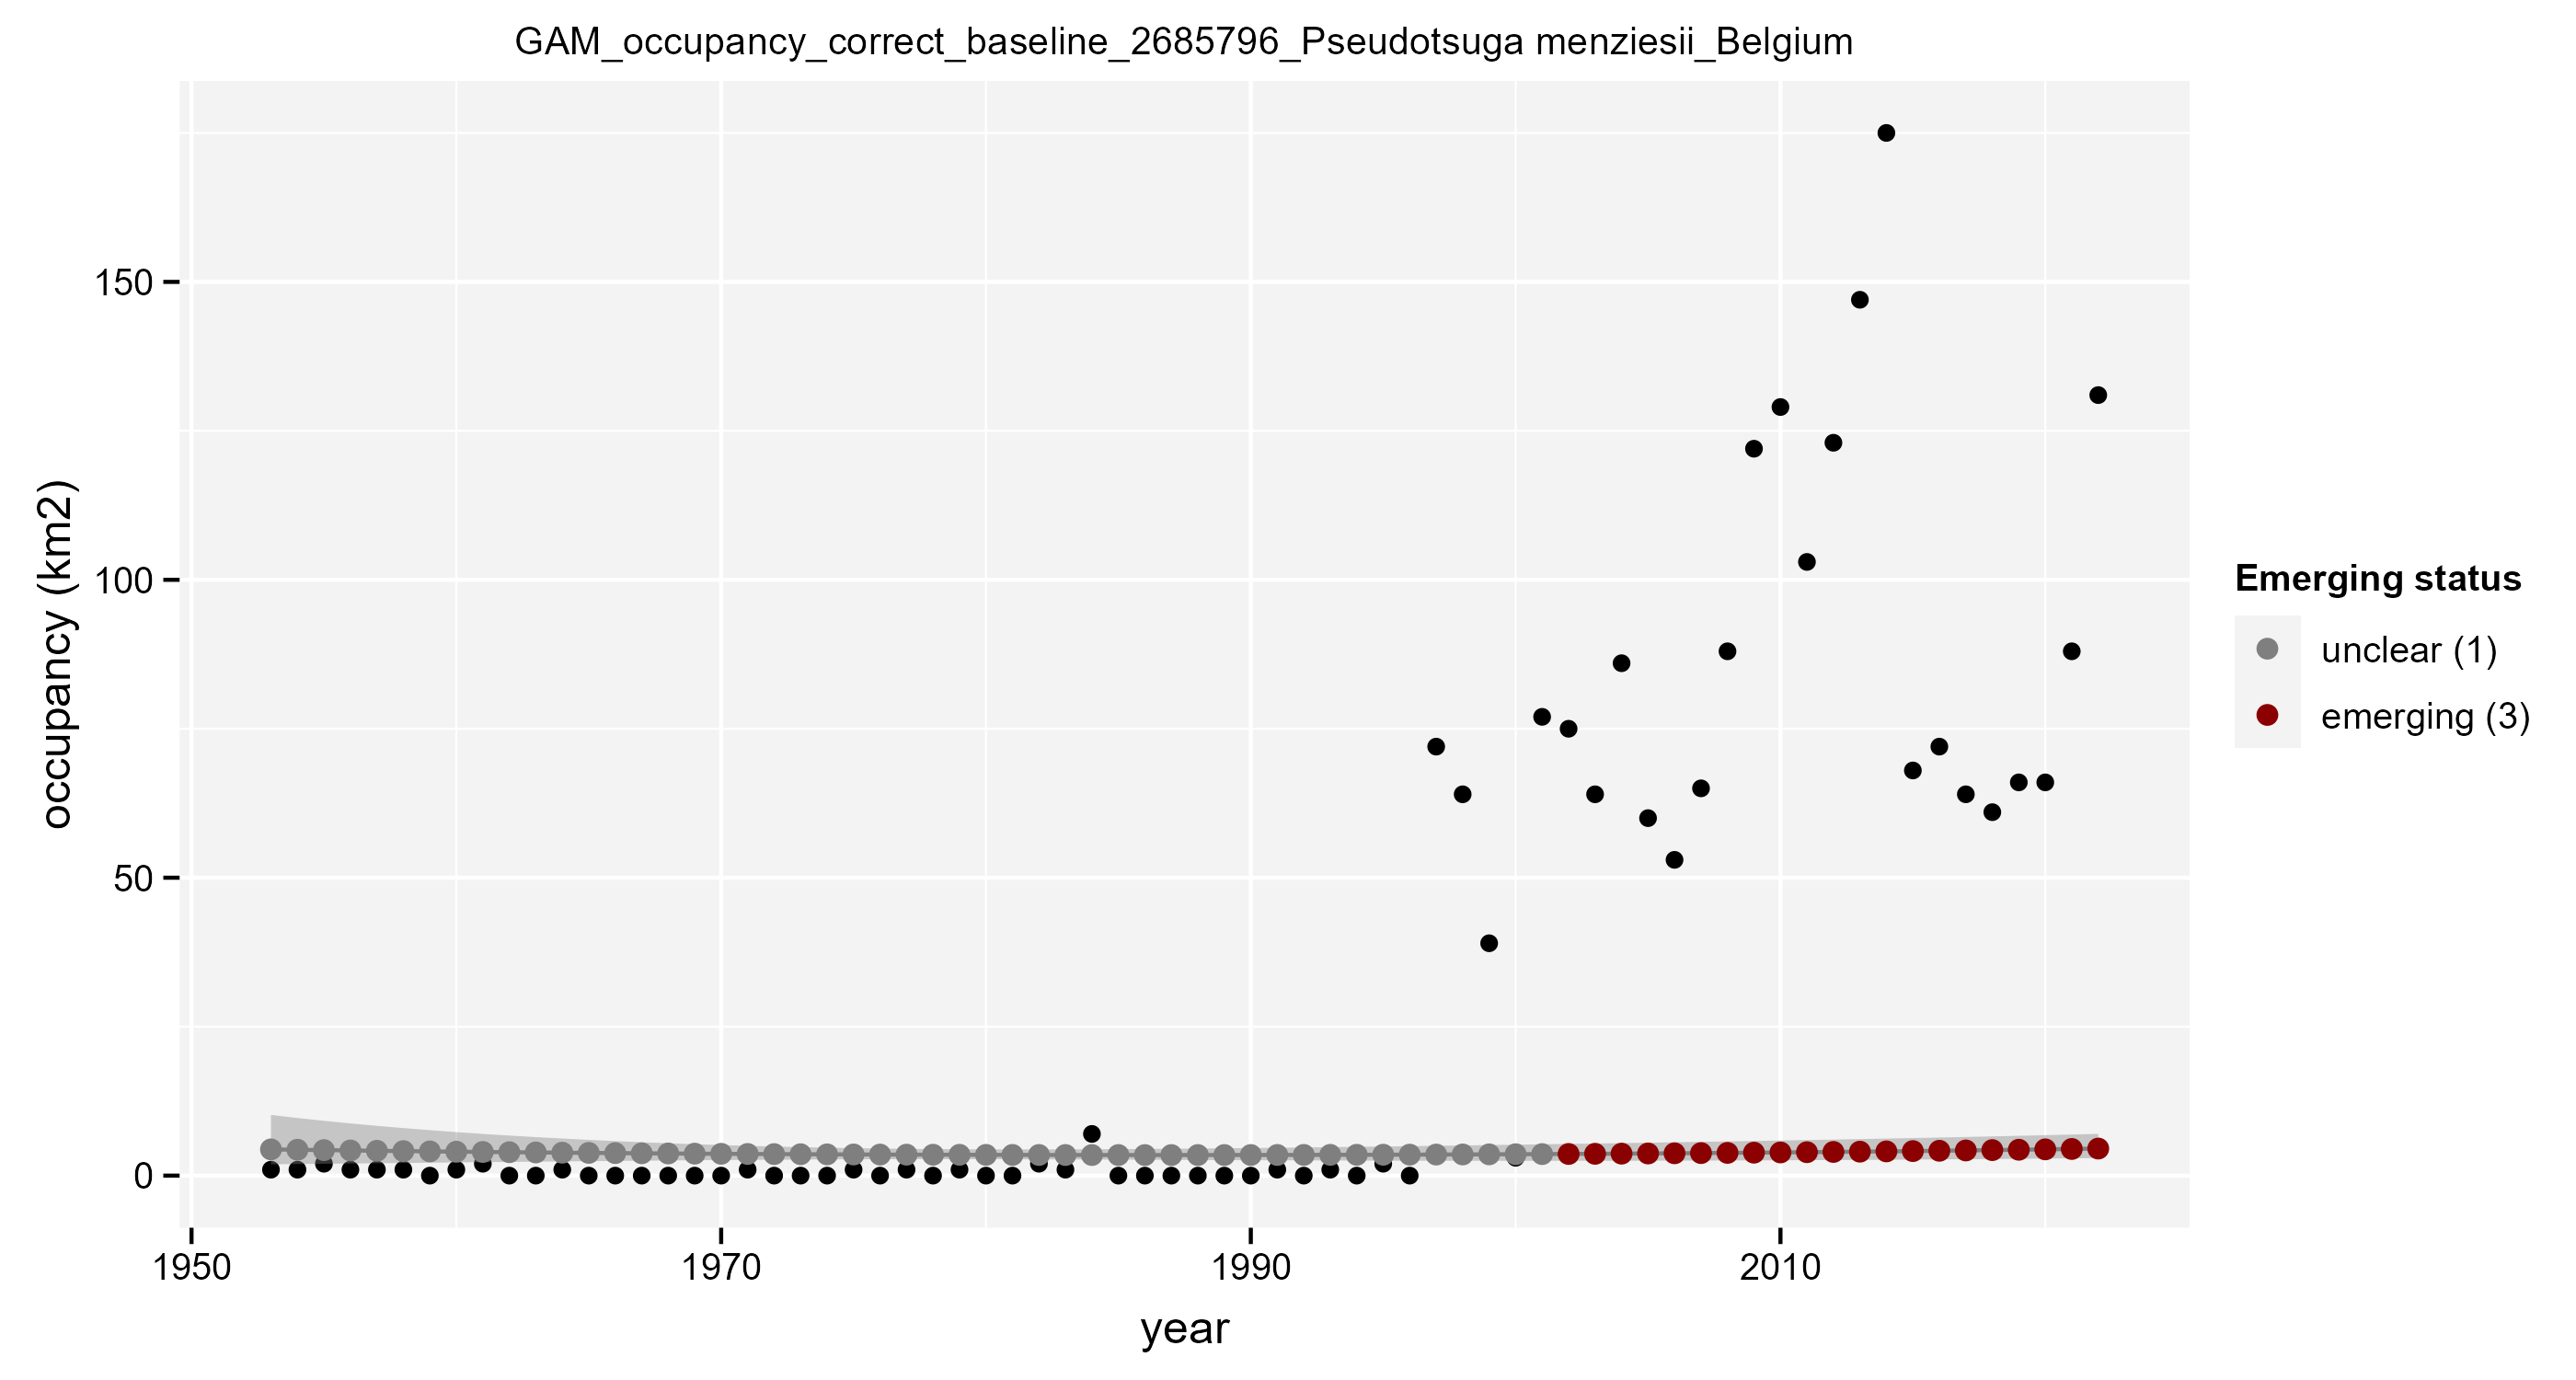 GAM_occupancy_correct_baseline_2685796_Pseudotsuga menziesii_Belgium
occupancy (km2)
150
100
50
0
1950
1970
1990
2010
year
Emerging status
unclear (1)
emerging (3)